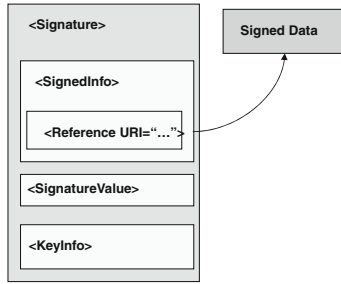 <Signature>
Signed Data
<SignedInfo>
<Reference URI=“...”>
<SignatureValue>
<KeyInfo>